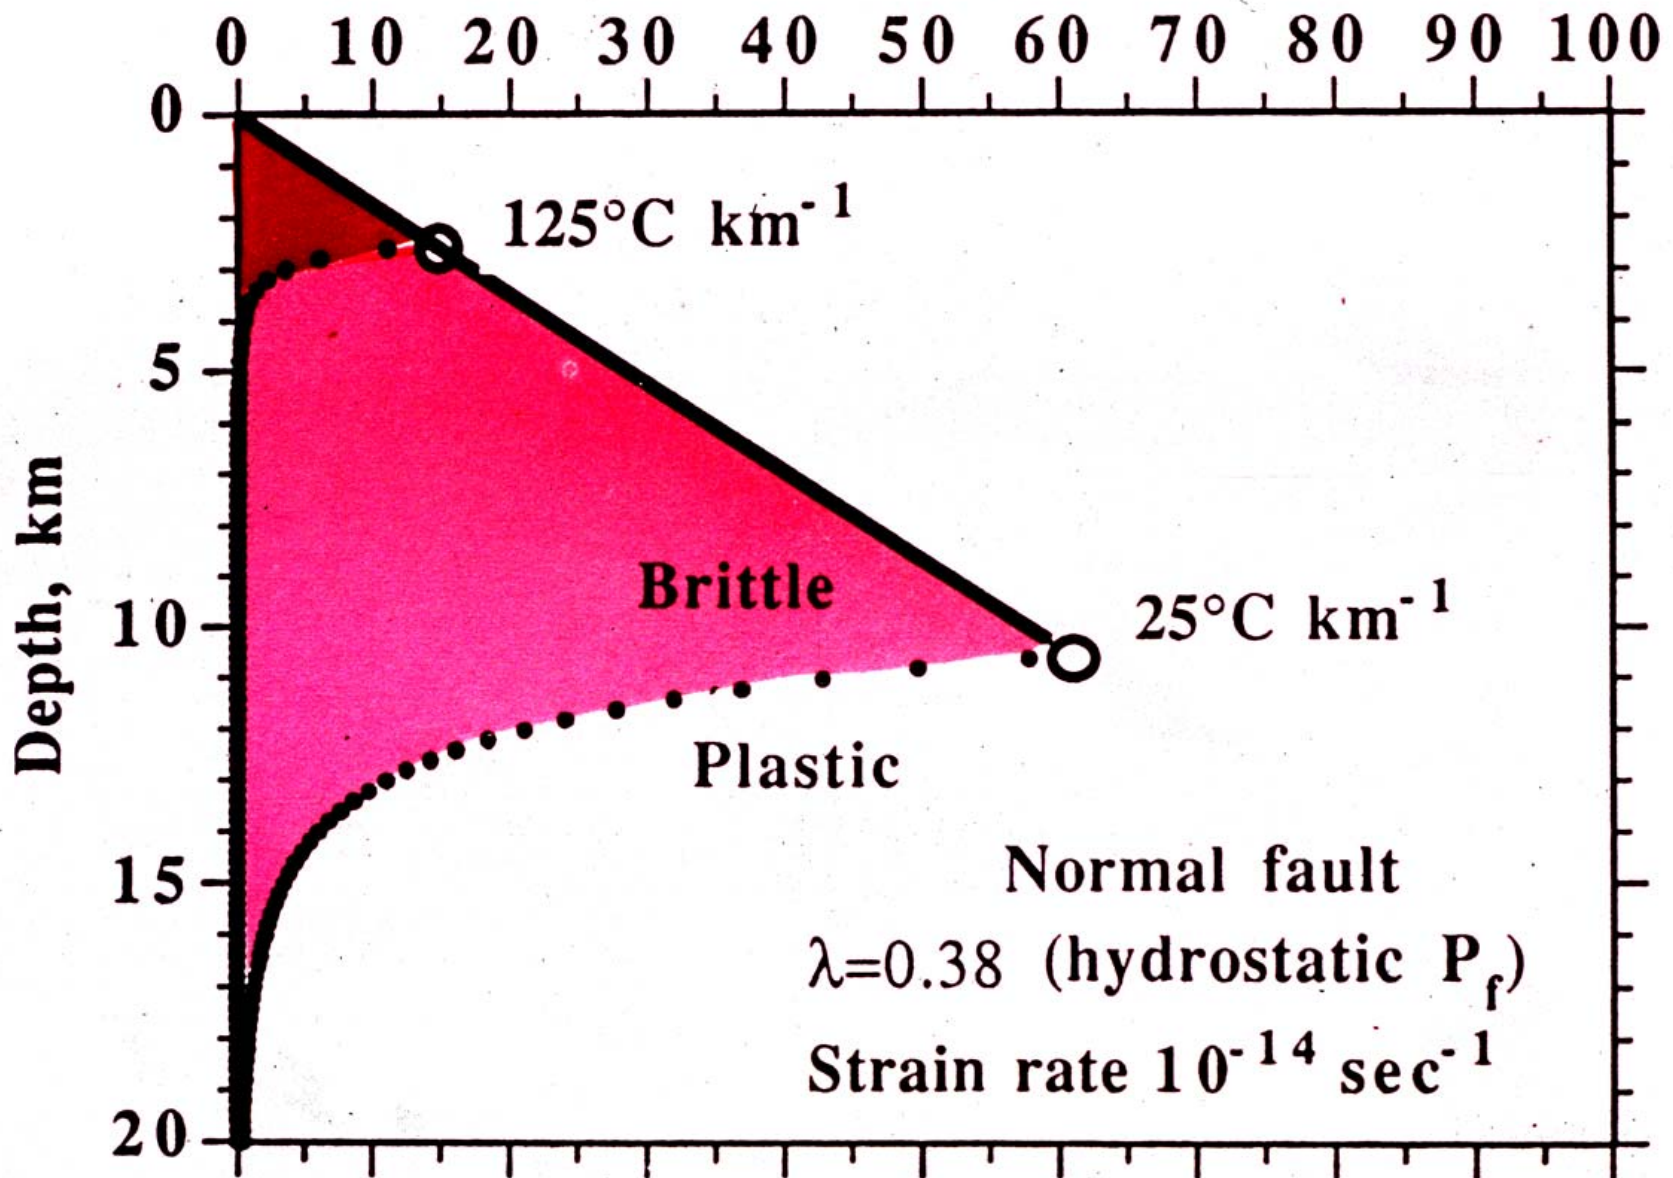 0 10 20 30 40 50 60 70 80 90 100
0
125°C km⁻¹
5
Depth, km
Brittle
10
25°C km⁻¹
Plastic
15
Normal fault
λ=0.38 (hydrostatic P_f)
Strain rate 10⁻¹⁴ sec⁻¹
20